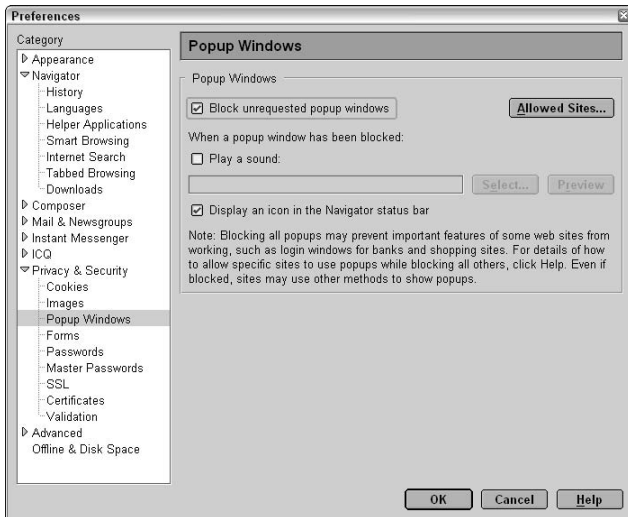 Preferences
Category
Appearance
Navigator
History
Languages
Helper Applications
Smart Browsing
Internet Search
Tabbed Browsing
Downloads
Composer
Mail & Newsgroups
Instant Messenger
ICQ
Privacy & Security
Cookies
Images
Popup Windows
Forms
Passwords
Master Passwords
SSL
Certificates
Validation
Advanced
Offline & Disk Space
Popup Windows
Popup Windows
Block unrequested popup windows
Allowed Sites...
When a popup window has been blocked:
Play a sound:
Select...
Preview
Display an icon in the Navigator status bar
Note: Blocking all popups may prevent important features of some web sites from
working, such as login windows for banks and shopping sites. For details of how
to allow specific sites to use popups while blocking all others, click Help. Even if
blocked, sites may use other methods to show popups.
OK
Cancel
Help